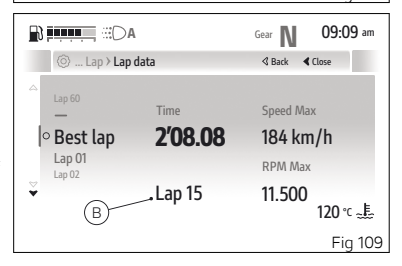 A Gear N 09:09 am
... Lap > Lap data Back Close
Lap 60
—
Best lap
Lap 01
Lap 02
Time
2'08.08
Lap 15
Speed Max
184 km/h
RPM Max
11.500
120 °C
B
Fig 109